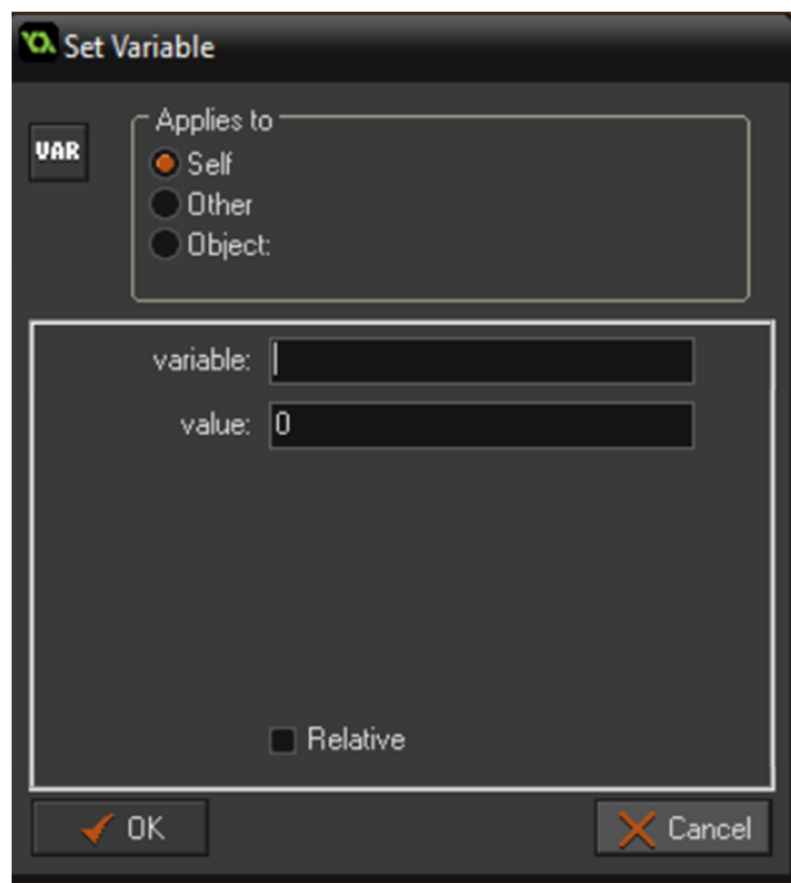 Set Variable
VAR
Applies to
Self
Other
Object:
variable:
value: 0
Relative
OK
Cancel